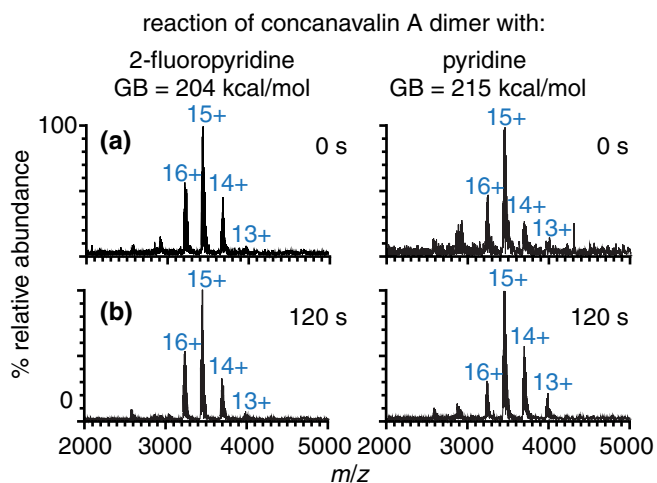 reaction of concanavalin A dimer with:
2-fluoropyridine
GB = 204 kcal/mol
pyridine
GB = 215 kcal/mol
% relative abundance
100
0
(a)
0 s
16+
15+
14+
13+
0 s
16+
15+
14+
13+
(b)
120 s
16+
15+
14+
13+
120 s
16+
15+
14+
13+
2000 3000 4000 5000
2000 3000 4000 5000
m/z